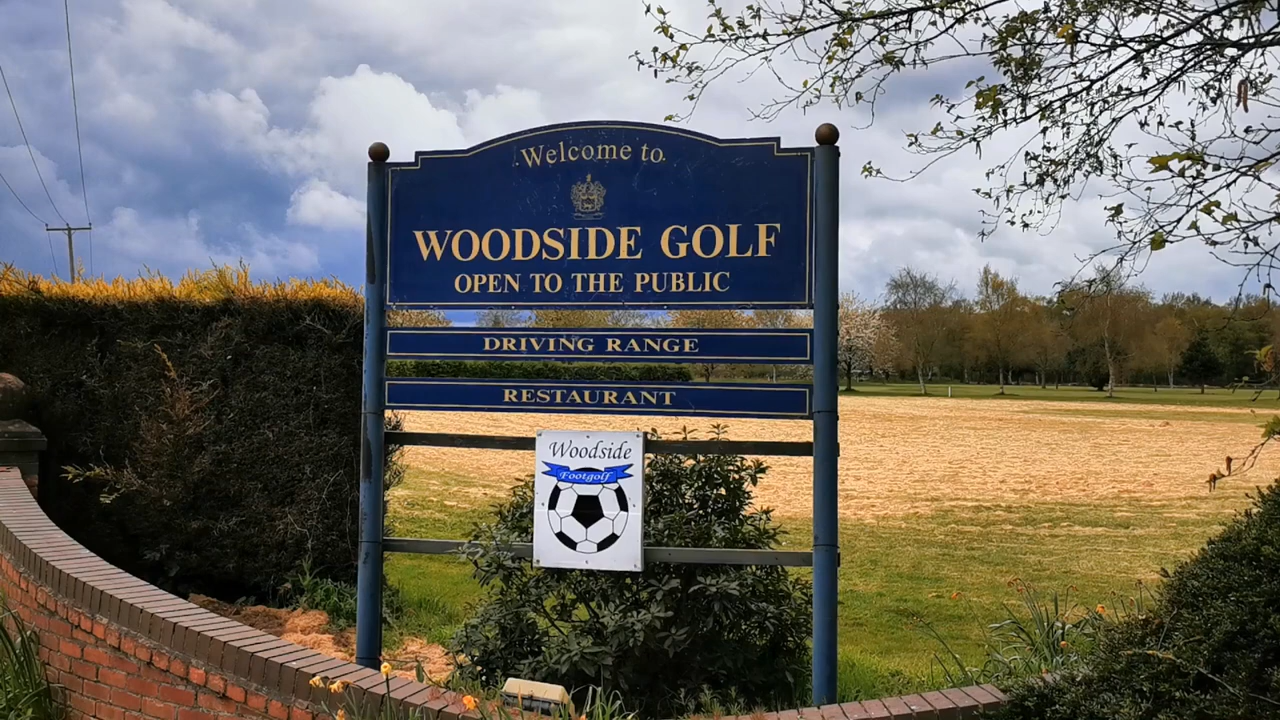 Welcome to
WOODSIDE GOLF
OPEN TO THE PUBLIC
DRIVING RANGE
RESTAURANT
Woodside
Footgolf